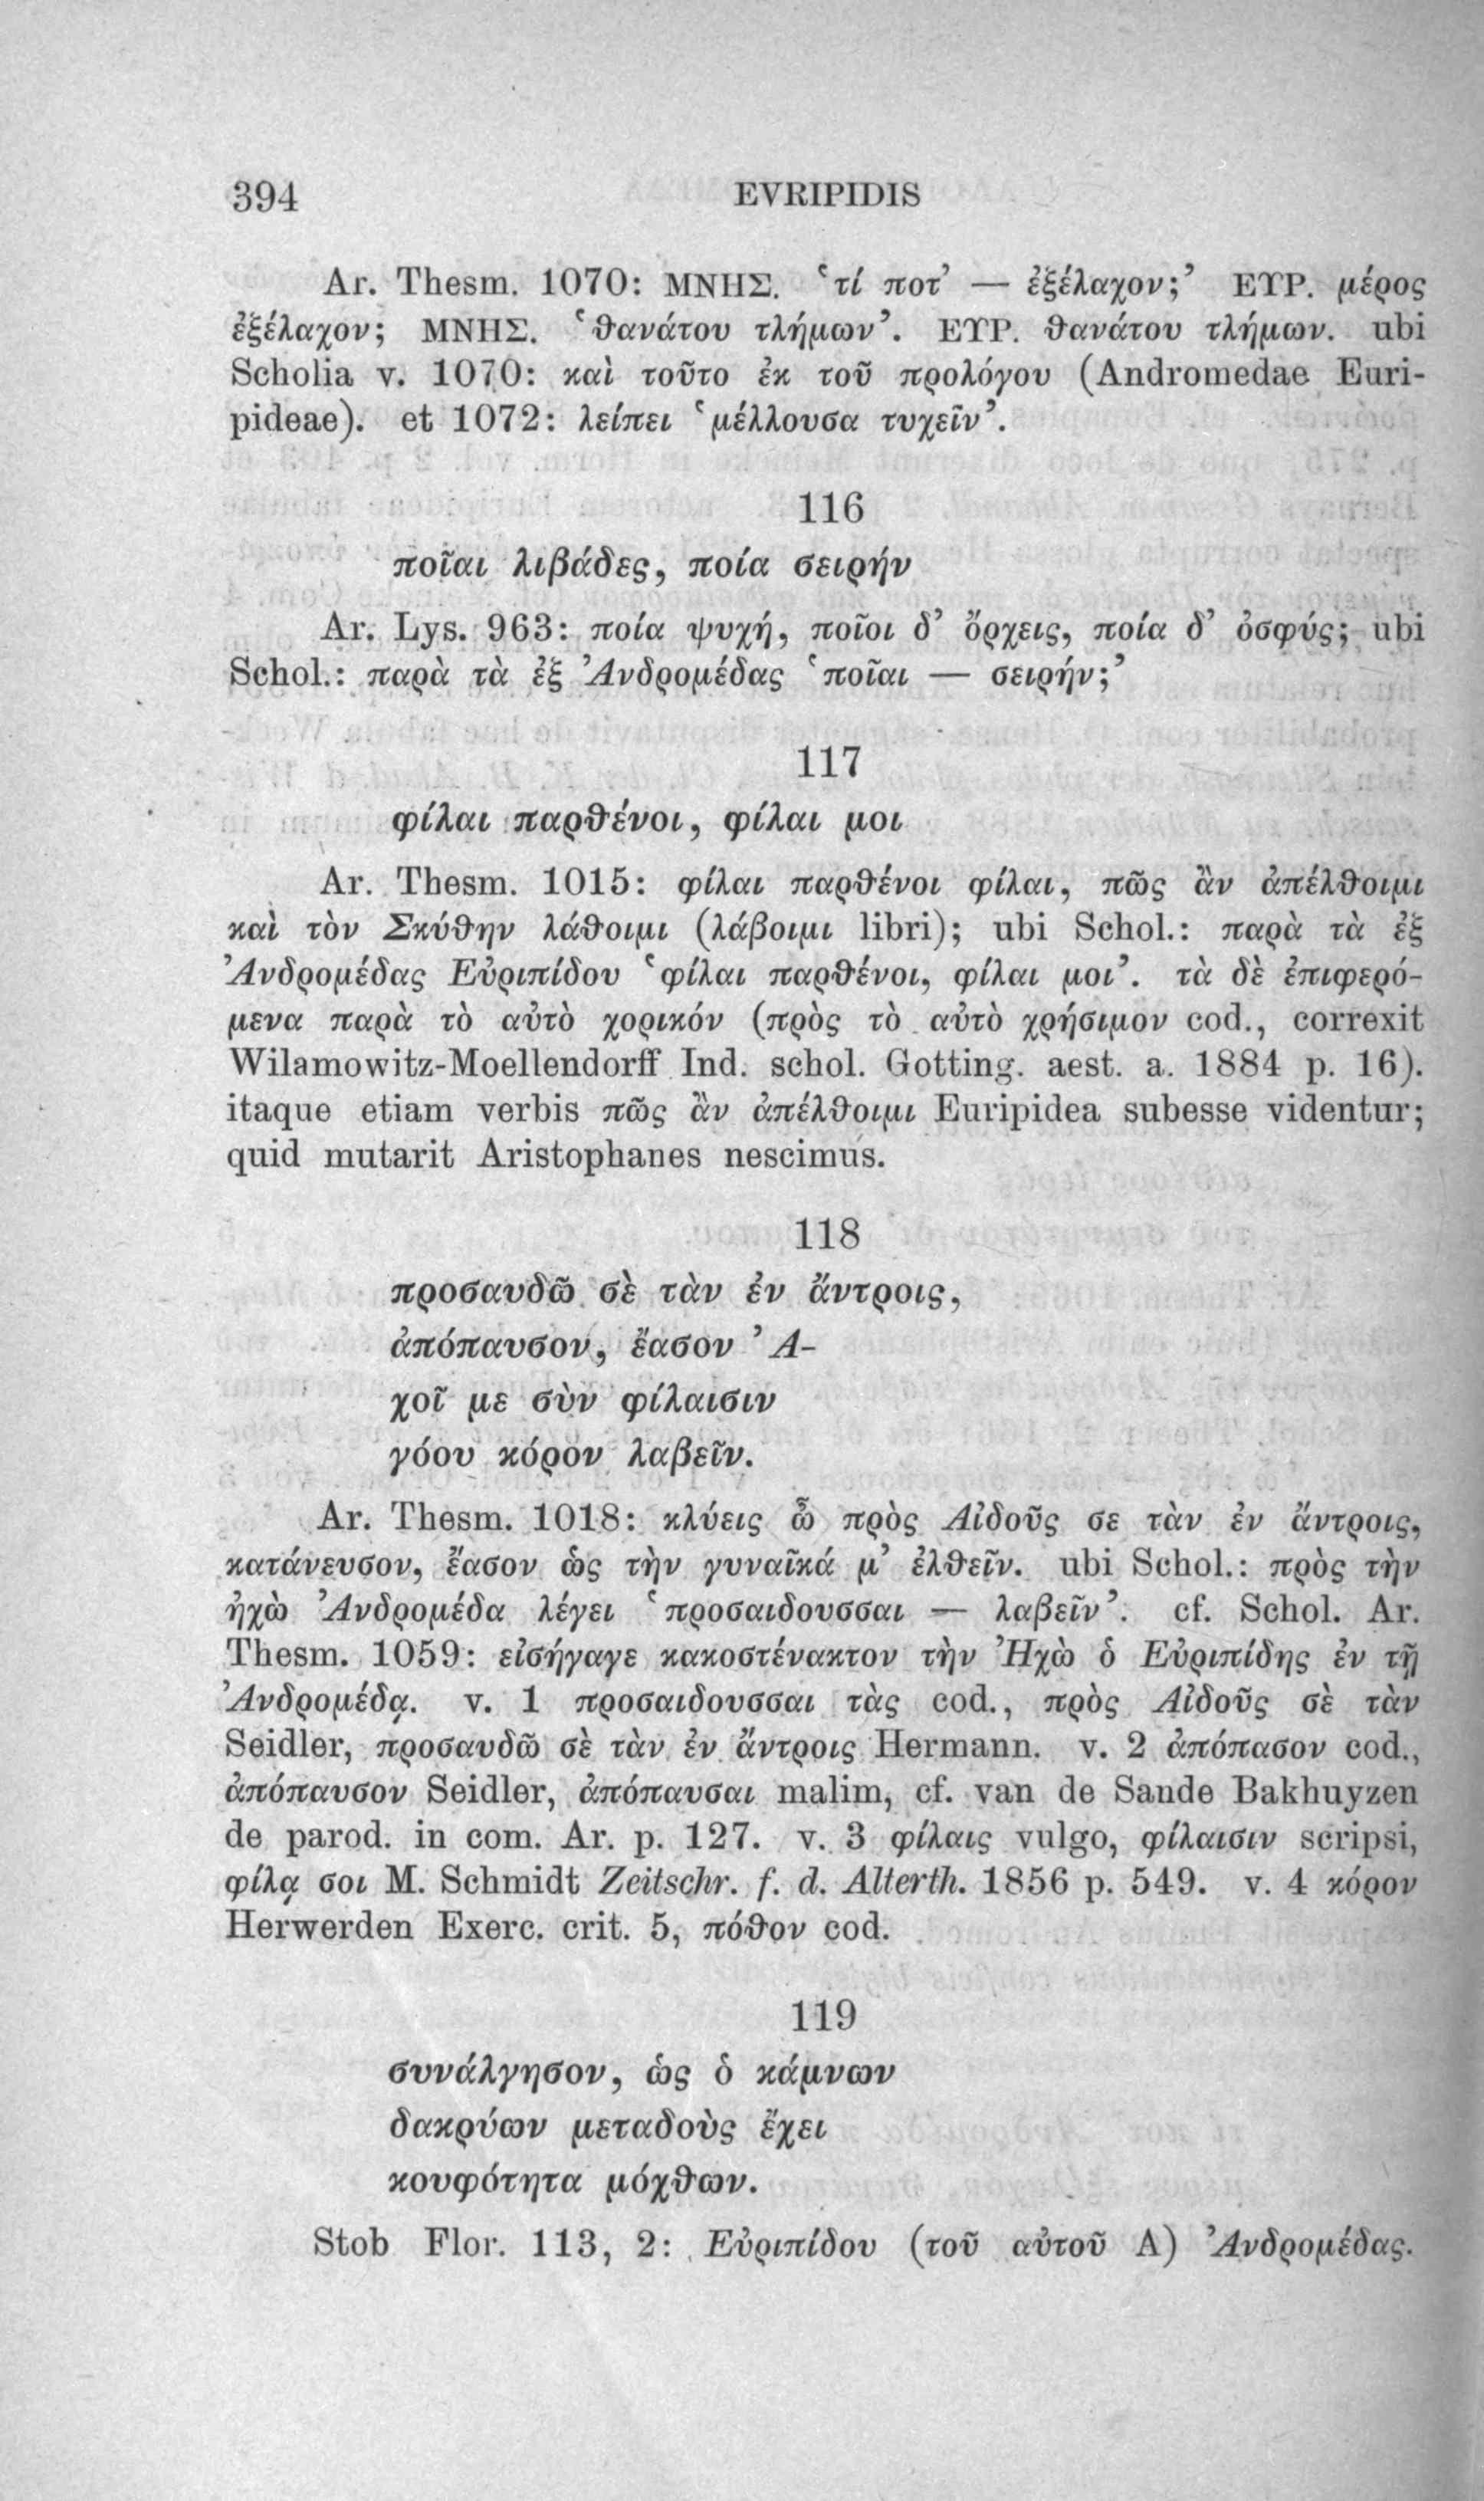 394 EVRIPIDIS
Ar. Thesm. 1070: ΜΝΗΣ. ‛τί ποτ’ — ἐξέλαχον;’ ΕΥΡ. μέρος
ἐξέλαχον; ΜΝΗΣ. ‛θανάτου τλήμων’. ΕΥΡ. θανάτου τλήμων. ubi
Scholia v. 1070: καὶ τοῦτο ἐκ τοῦ προλόγου (Andromedae Euri-
pideae). et 1072: λείπει ‛μέλλουσα τυχεῖν’.
116
ποῖαι λιβάδες, ποία σειρήν
Ar. Lys. 963: ποία ψυχή, ποῖοι δ’ ὄρχεις, ποία δ’ ὀσφύς; ubi
Schol.: παρὰ τὰ ἐξ Ἀνδρομέδας ‛ποῖαι — σειρήν;’
117
φίλαι παρθένοι, φίλαι μοι
Ar. Thesm. 1015: φίλαι παρθένοι φίλαι, πῶς ἂν ἀπέλθοιμι
καὶ τὸν Σκύθην λάθοιμι (λάβοιμι libri); ubi Schol.: παρὰ τὰ ἐξ
Ἀνδρομέδας Εὐριπίδου ‛φίλαι παρθένοι, φίλαι μοι’. τὰ δὲ ἐπιφερό-
μενα παρὰ τὸ αὐτὸ χορικόν (πρὸς τὸ αὐτὸ χρήσιμον cod., correxit
Wilamowitz-Moellendorff Ind. schol. Gotting. aest. a. 1884 p. 16).
itaque etiam verbis πῶς ἂν ἀπέλθοιμι Euripidea subesse videntur;
quid mutarit Aristophanes nescimus.
118
προσαυδῶ σὲ τὰν ἐν ἄντροις,
ἀπόπαυσον, ἔασον Ἀ-
χοῖ με σὺν φίλαισιν
γόου κόρον λαβεῖν.
Ar. Thesm. 1018: κλύεις ὦ πρὸς Αἰδοῦς σε τὰν ἐν ἄντροις,
κατάνευσον, ἔασον ὡς τὴν γυναῖκά μ’ ἐλθεῖν. ubi Schol.: πρὸς τὴν
ἠχὼ Ἀνδρομέδα λέγει ‛προσαιδουσσαι — λαβεῖν’. cf. Schol. Ar.
Thesm. 1059: εἰσήγαγε κακοστένακτον τὴν Ἠχὼ ὁ Εὐριπίδης ἐν τῇ
Ἀνδρομέδᾳ. v. 1 προσαιδουσσαι τὰς cod., πρὸς Αἰδοῦς σὲ τὰν
Seidler, προσαυδῶ σὲ τὰν ἐν ἄντροις Hermann. v. 2 ἀπόπασον cod.,
ἀπόπαυσον Seidler, ἀπόπαυσαι malim, cf. van de Sande Bakhuyzen
de parod. in com. Ar. p. 127. v. 3 φίλαις vulgo, φίλαισιν scripsi,
φίλᾳ σοι M. Schmidt Zeitschr. f. d. Alterth. 1856 p. 549. v. 4 κόρον
Herwerden Exerc. crit. 5, πόθον cod.
119
συνάλγησον, ὡς ὁ κάμνων
δακρύων μεταδοὺς ἔχει
κουφότητα μόχθων.
Stob Flor. 113, 2: Εὐριπίδου (τοῦ αὐτοῦ A) Ἀνδρομέδας.